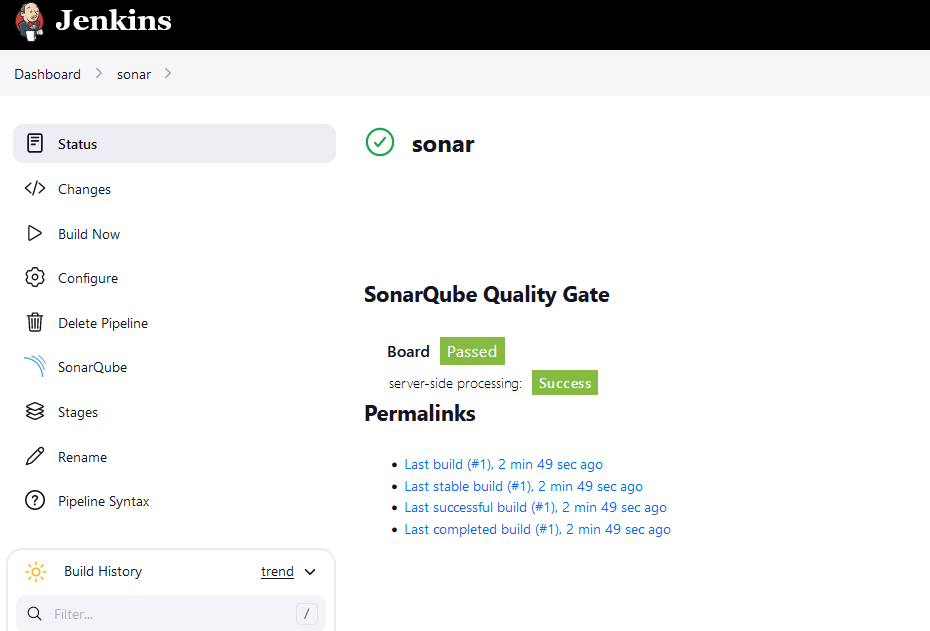 Jenkins
Dashboard > sonar >
Status
Changes
Build Now
Configure
Delete Pipeline
SonarQube
Stages
Rename
Pipeline Syntax
Build History trend
Filter... /
sonar
SonarQube Quality Gate
Board Passed
server-side processing: Success
Permalinks
Last build (#1), 2 min 49 sec ago
Last stable build (#1), 2 min 49 sec ago
Last successful build (#1), 2 min 49 sec ago
Last completed build (#1), 2 min 49 sec ago